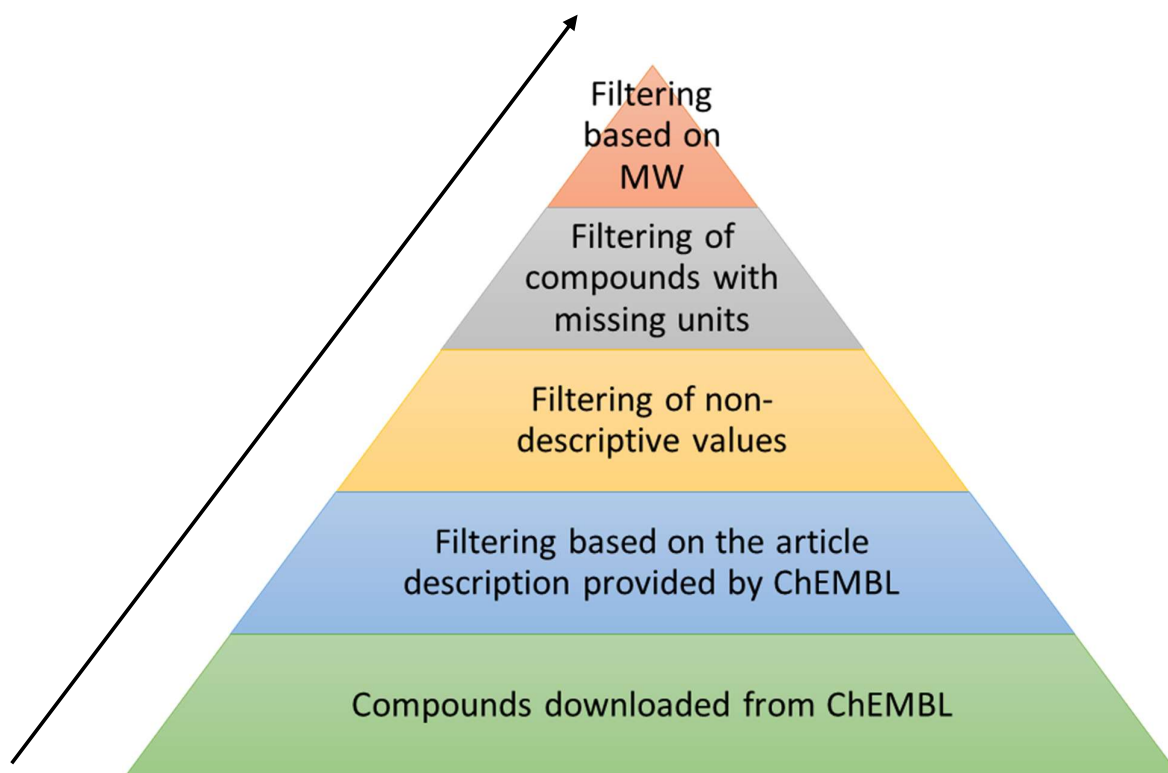 Filtering
based on
MW
Filtering of
compounds with
missing units
Filtering of non-
descriptive values
Filtering based on the article
description provided by ChEMBL
Compounds downloaded from ChEMBL